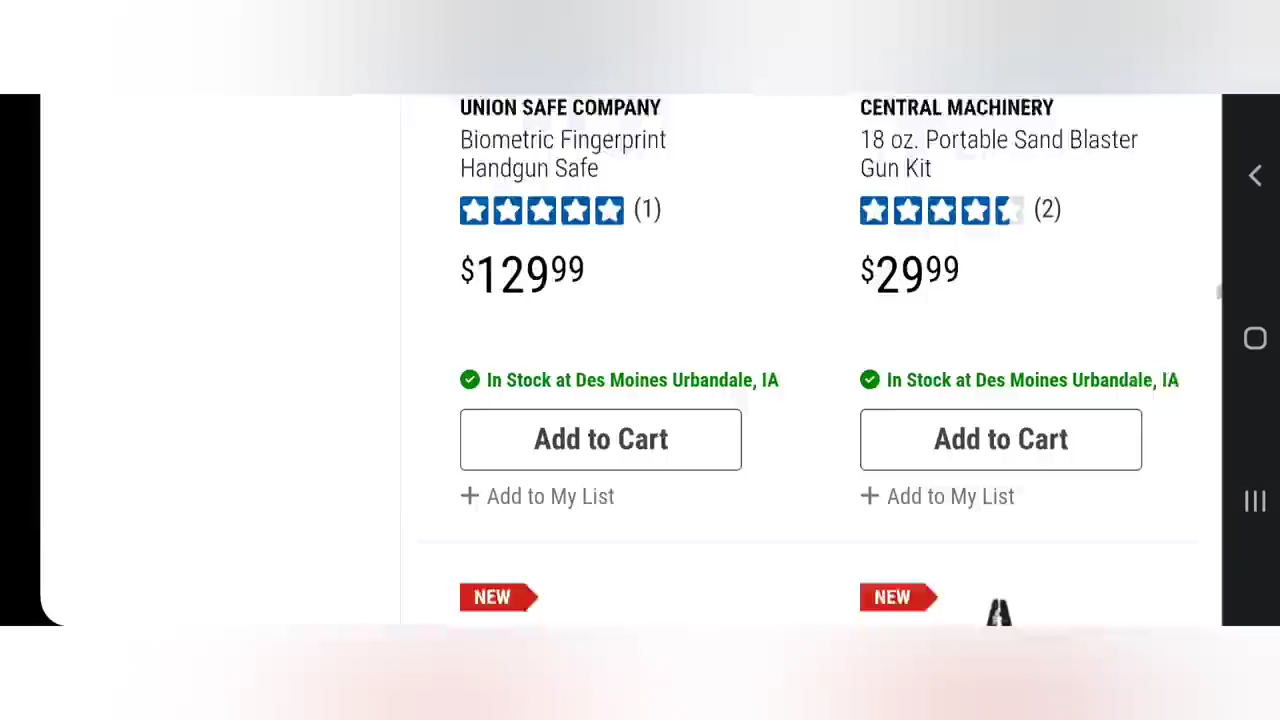 UNION SAFE COMPANY
Biometric Fingerprint
Handgun Safe
(1)
$129.99
In Stock at Des Moines Urbandale, IA
Add to Cart
+ Add to My List
NEW
CENTRAL MACHINERY
18 oz. Portable Sand Blaster
Gun Kit
(2)
$29.99
In Stock at Des Moines Urbandale, IA
Add to Cart
+ Add to My List
NEW